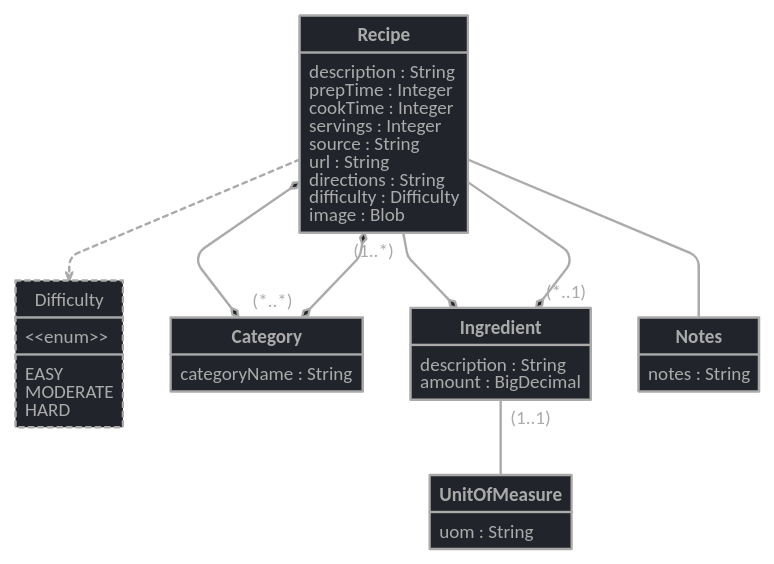 Recipe
description : String
prepTime : Integer
cookTime : Integer
servings : Integer
source : String
url : String
directions : String
difficulty : Difficulty
image : Blob
(1..*)
(*..*)
(*..1)
Difficulty
<<enum>>
EASY
MODERATE
HARD
Category
categoryName : String
Ingredient
description : String
amount : BigDecimal
Notes
notes : String
(1..1)
UnitOfMeasure
uom : String